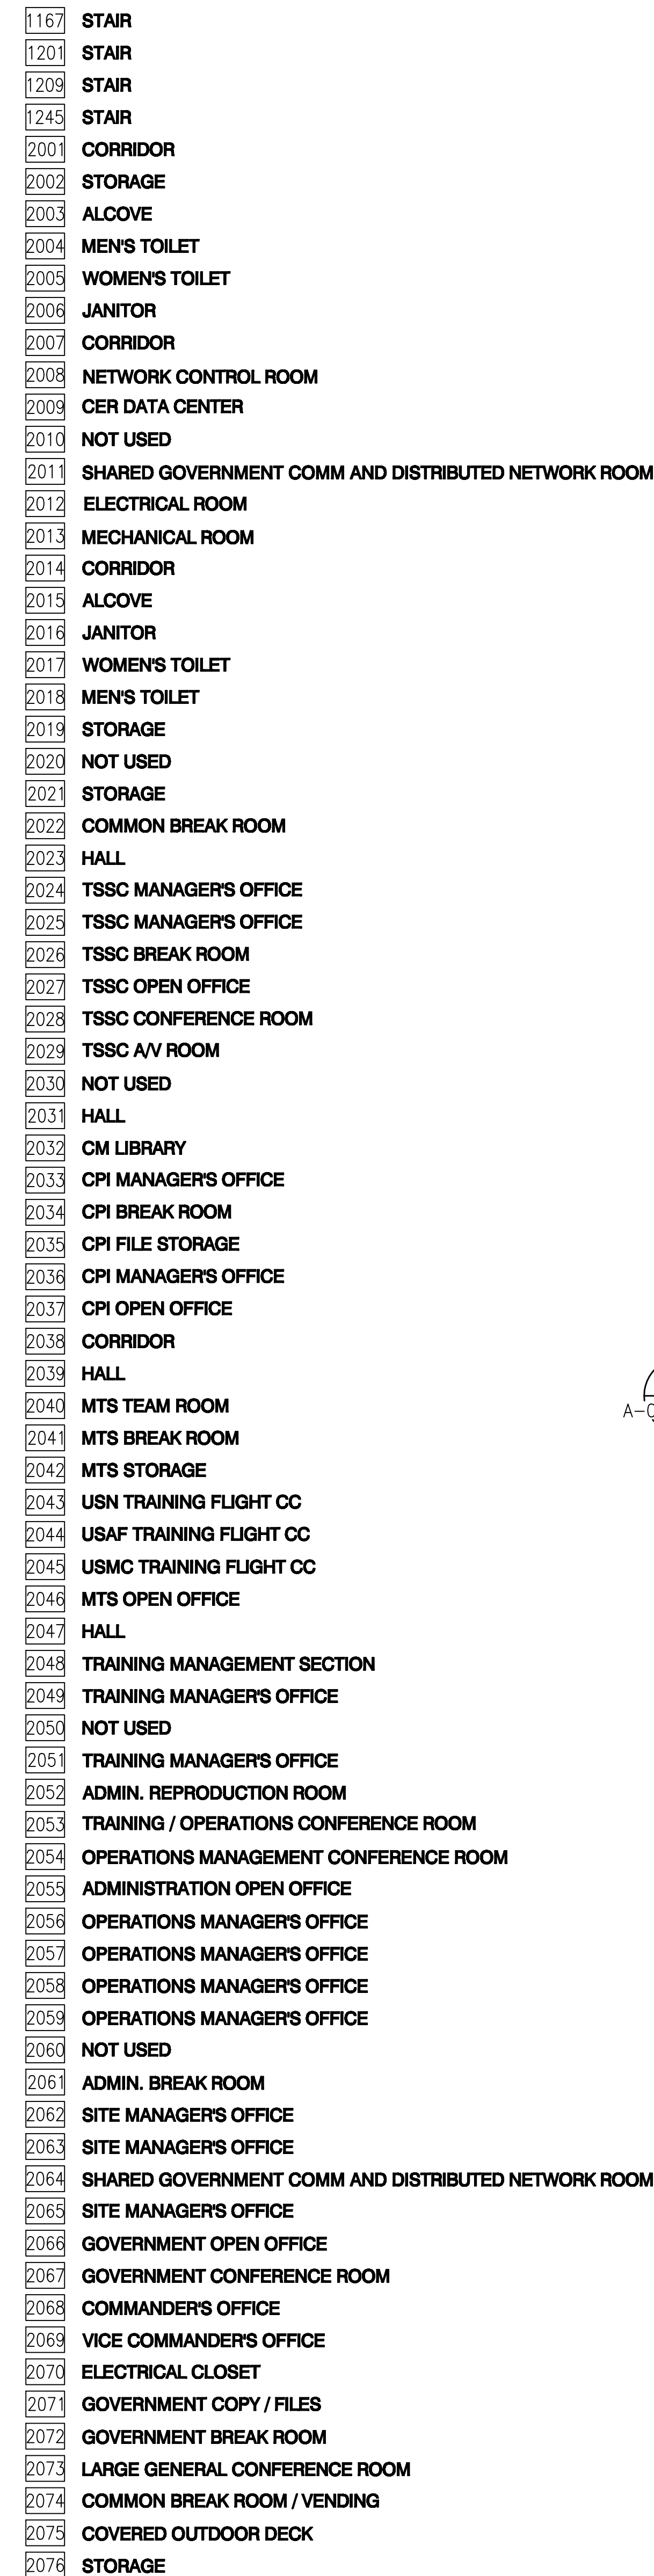 1167 STAIR
1201 STAIR
1209 STAIR
1245 STAIR
2001 CORRIDOR
2002 STORAGE
2003 ALCOVE
2004 MEN'S TOILET
2005 WOMEN'S TOILET
2006 JANITOR
2007 CORRIDOR
2008 NETWORK CONTROL ROOM
2009 CER DATA CENTER
2010 NOT USED
2011 SHARED GOVERNMENT COMM AND DISTRIBUTED NETWORK ROOM
2012 ELECTRICAL ROOM
2013 MECHANICAL ROOM
2014 CORRIDOR
2015 ALCOVE
2016 JANITOR
2017 WOMEN'S TOILET
2018 MEN'S TOILET
2019 STORAGE
2020 NOT USED
2021 STORAGE
2022 COMMON BREAK ROOM
2023 HALL
2024 TSSC MANAGER'S OFFICE
2025 TSSC MANAGER'S OFFICE
2026 TSSC BREAK ROOM
2027 TSSC OPEN OFFICE
2028 TSSC CONFERENCE ROOM
2029 TSSC A/V ROOM
2030 NOT USED
2031 HALL
2032 CM LIBRARY
2033 CPI MANAGER'S OFFICE
2034 CPI BREAK ROOM
2035 CPI FILE STORAGE
2036 CPI MANAGER'S OFFICE
2037 CPI OPEN OFFICE
2038 CORRIDOR
2039 HALL
2040 MTS TEAM ROOM
2041 MTS BREAK ROOM
2042 MTS STORAGE
2043 USN TRAINING FLIGHT CC
2044 USAF TRAINING FLIGHT CC
2045 USMC TRAINING FLIGHT CC
2046 MTS OPEN OFFICE
2047 HALL
2048 TRAINING MANAGEMENT SECTION
2049 TRAINING MANAGER'S OFFICE
2050 NOT USED
2051 TRAINING MANAGER'S OFFICE
2052 ADMIN. REPRODUCTION ROOM
2053 TRAINING / OPERATIONS CONFERENCE ROOM
2054 OPERATIONS MANAGEMENT CONFERENCE ROOM
2055 ADMINISTRATION OPEN OFFICE
2056 OPERATIONS MANAGER'S OFFICE
2057 OPERATIONS MANAGER'S OFFICE
2058 OPERATIONS MANAGER'S OFFICE
2059 OPERATIONS MANAGER'S OFFICE
2060 NOT USED
2061 ADMIN. BREAK ROOM
2062 SITE MANAGER'S OFFICE
2063 SITE MANAGER'S OFFICE
2064 SHARED GOVERNMENT COMM AND DISTRIBUTED NETWORK ROOM
2065 SITE MANAGER'S OFFICE
2066 GOVERNMENT OPEN OFFICE
2067 GOVERNMENT CONFERENCE ROOM
2068 COMMANDER'S OFFICE
2069 VICE COMMANDER'S OFFICE
2070 ELECTRICAL CLOSET
2071 GOVERNMENT COPY / FILES
2072 GOVERNMENT BREAK ROOM
2073 LARGE GENERAL CONFERENCE ROOM
2074 COMMON BREAK ROOM / VENDING
2075 COVERED OUTDOOR DECK
2076 STORAGE